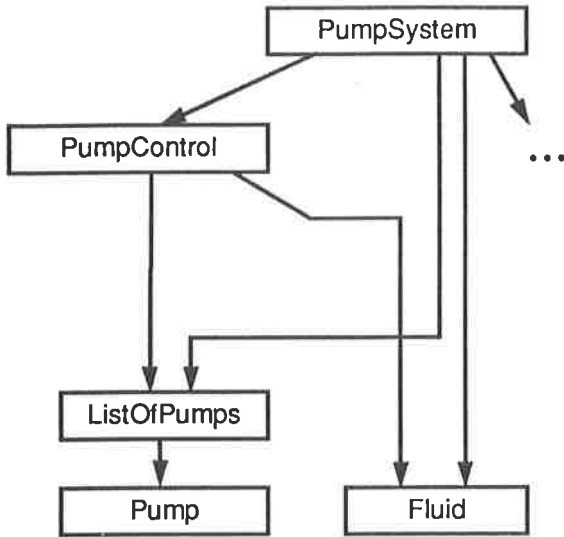 PumpSystem
PumpControl
...
ListOfPumps
Pump
Fluid